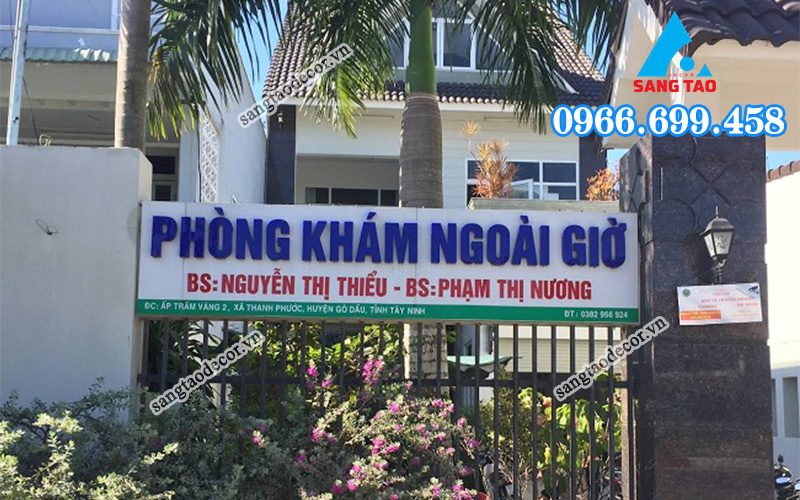 DECOR
SANG TAO
0966.699.458
sangtaodecor.vn
PHÒNG KHÁM NGOÀI GIỜ
BS: NGUYỄN THỊ THIỂU - BS: PHẠM THỊ NƯƠNG
ĐC: ẤP TRÂM VÀNG 2, XÃ THANH PHƯỚC, HUYỆN GÒ DẦU, TỈNH TÂY NINH ĐT: 0382 956 924
sangtaodecor.vn
sangtaodecor.vn